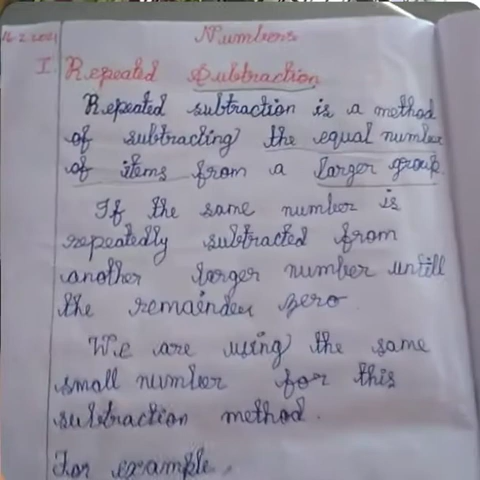 16.2.2021
Numbers
I. Repeated Subtraction
Repeated subtraction is a method
of subtracting the equal number
of items from a larger group.
If the same number is
repeatedly subtracted from
another larger number untill
the remainder zero.
We are using the same
small number for this
subtraction method.
For example,